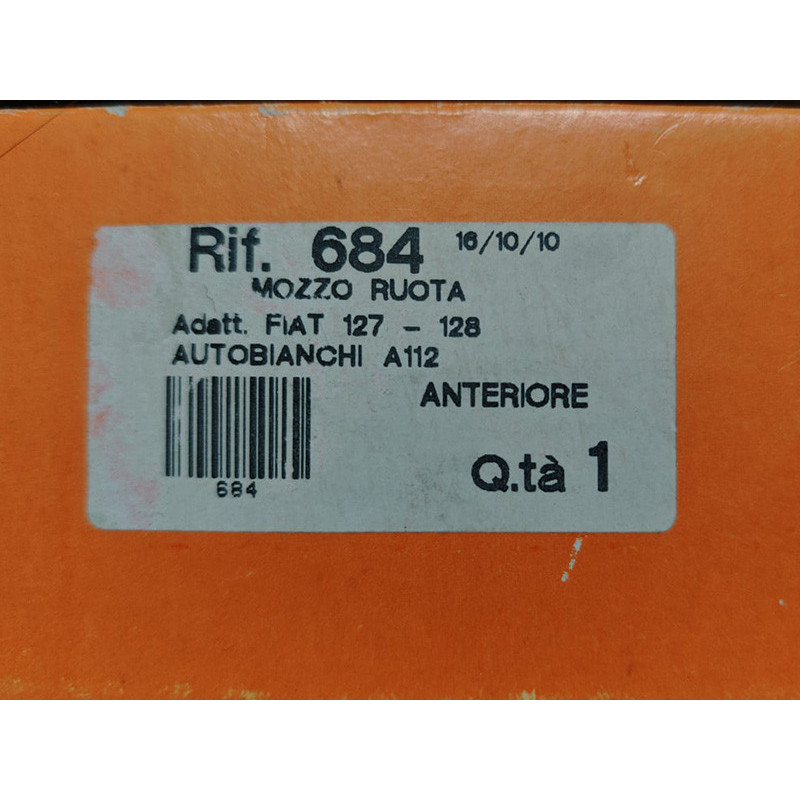 Rif. 684 16/10/10
MOZZO RUOTA
Adatt. FIAT 127 - 128
AUTOBIANCHI A112
ANTERIORE
684
Q.tà 1